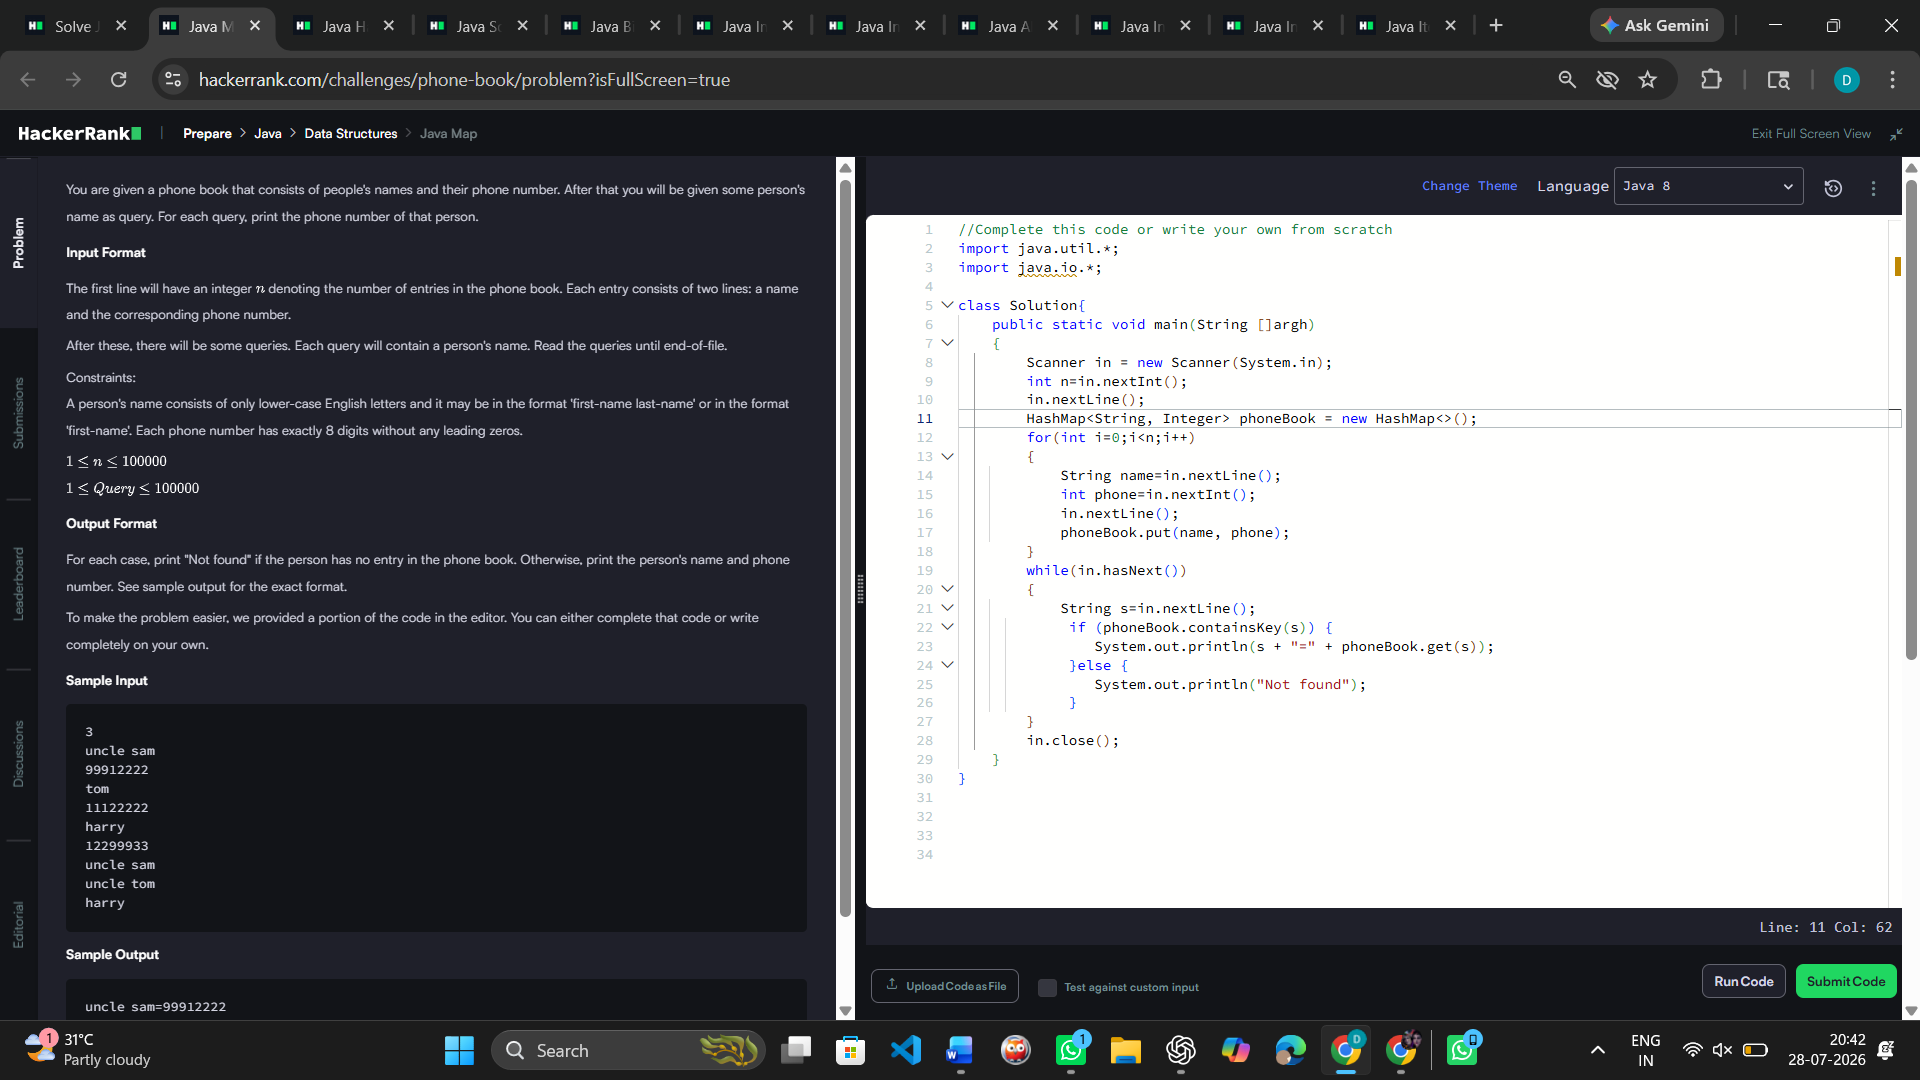 Solve J
Java M
Java H
Java So
Java Bi
Java In
Java In
Java A
Java In
Java In
Java It
Ask Gemini
hackerrank.com/challenges/phone-book/problem?isFullScreen=true
D
HackerRank
Prepare > Java > Data Structures > Java Map
Exit Full Screen View
Problem
Submissions
Leaderboard
Discussions
Editorial
You are given a phone book that consists of people's names and their phone number. After that you will be given some person's
name as query. For each query, print the phone number of that person.
Input Format
The first line will have an integer n denoting the number of entries in the phone book. Each entry consists of two lines: a name
and the corresponding phone number.
After these, there will be some queries. Each query will contain a person's name. Read the queries until end-of-file.
Constraints:
A person's name consists of only lower-case English letters and it may be in the format 'first-name last-name' or in the format
'first-name'. Each phone number has exactly 8 digits without any leading zeros.
1 ≤ n ≤ 100000
1 ≤ Query ≤ 100000
Output Format
For each case, print "Not found" if the person has no entry in the phone book. Otherwise, print the person's name and phone
number. See sample output for the exact format.
To make the problem easier, we provided a portion of the code in the editor. You can either complete that code or write
completely on your own.
Sample Input
3
uncle sam
99912222
tom
11122222
harry
12299933
uncle sam
uncle tom
harry
Sample Output
uncle sam=99912222
Change Theme Language Java 8
1 //Complete this code or write your own from scratch
2 import java.util.*;
3 import java.io.*;
4
5 class Solution{
6 public static void main(String []argh)
7 {
8 Scanner in = new Scanner(System.in);
9 int n=in.nextInt();
10 in.nextLine();
11 HashMap<String, Integer> phoneBook = new HashMap<>();
12 for(int i=0;i<n;i++)
13 {
14 String name=in.nextLine();
15 int phone=in.nextInt();
16 in.nextLine();
17 phoneBook.put(name, phone);
18 }
19 while(in.hasNext())
20 {
21 String s=in.nextLine();
22 if (phoneBook.containsKey(s)) {
23 System.out.println(s + "=" + phoneBook.get(s));
24 }else {
25 System.out.println("Not found");
26 }
27 }
28 in.close();
29 }
30 }
31
32
33
34
Line: 11 Col: 62
Upload Code as File
Test against custom input
Run Code
Submit Code
1
31°C
Partly cloudy
Search
1
D
ENG
IN
20:42
28-07-2026